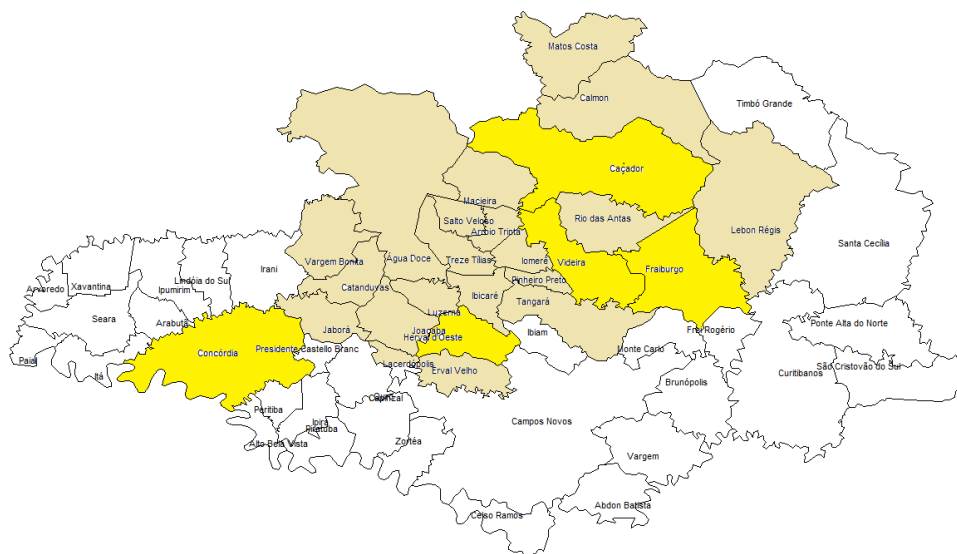 Matos Costa
Calmon
Timbó Grande
Caçador
Macieira
Salto Veloso
Rio das Antas
Arroio Trinta
Lebon Régis
Santa Cecília
Vargem Bonita
Água Doce
Treze Tílias
Iomerê
Videira
Irani
Fraiburgo
Lindóia do Sul
Pinheiro Preto
Xavantina
Arvoredo
Ipumirim
Catanduvas
Ibicaré
Tangará
Luzerna
Seara
Arabutã
Jaborá
Joaçaba
Ibiam
Frei Rogério
Ponte Alta do Norte
Herval d'Oeste
Presidente Castello Branc
Monte Carlo
Concórdia
Paial
Lacerdópolis
Erval Velho
São Cristovão do Sul
Itá
Curitibanos
Brunópolis
Capinzal
Peritiba
Ipira
Campos Novos
Piratuba
Alto Bela Vista
Zortéa
Vargem
Abdon Batista
Celso Ramos